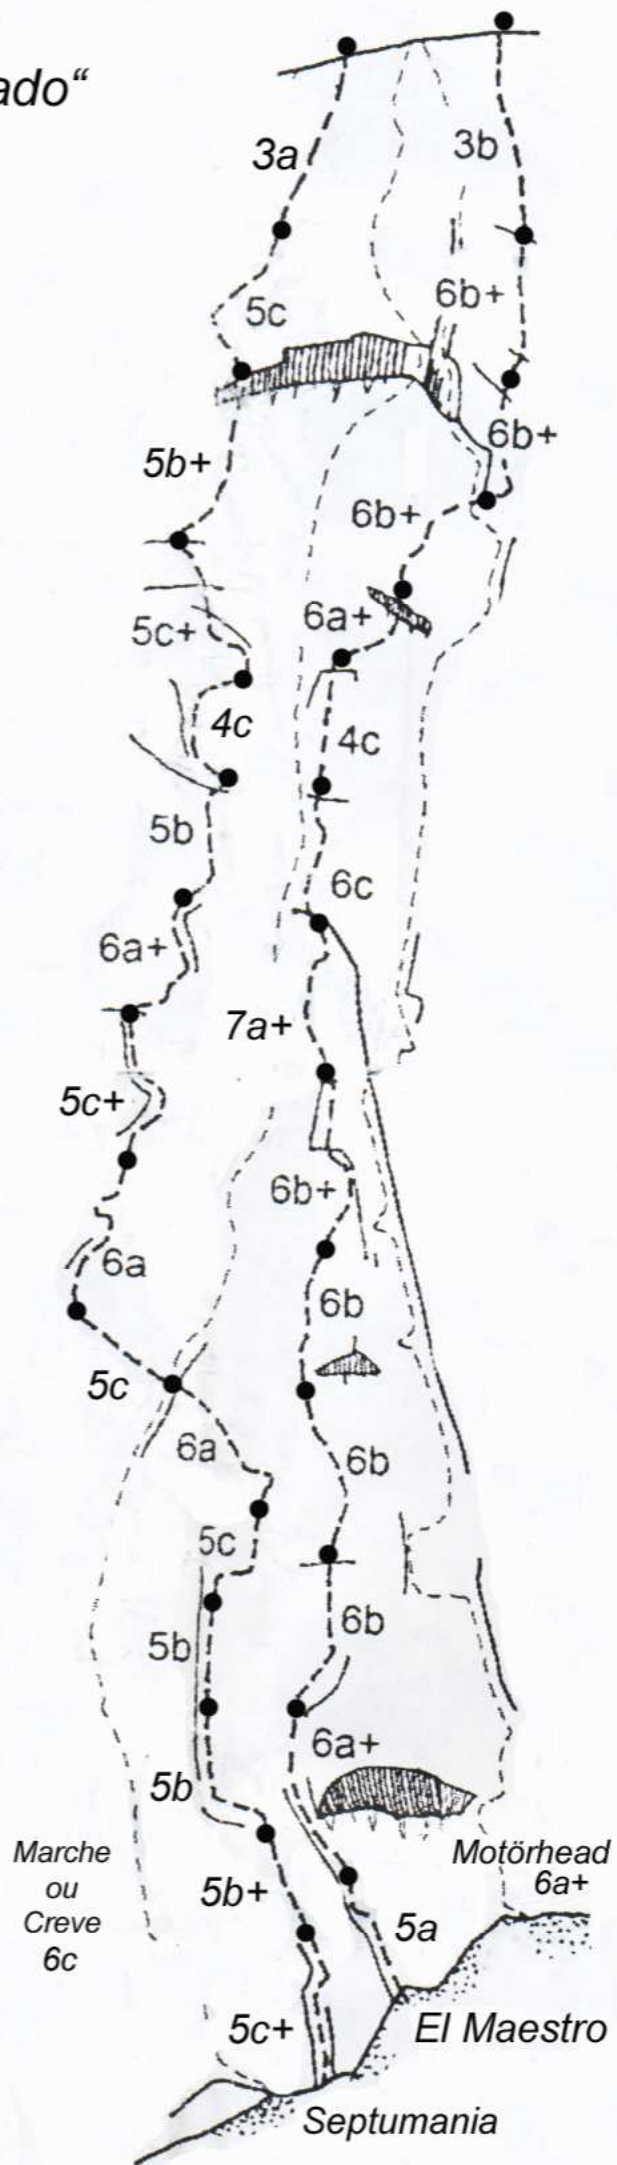 ado“
3a
3b
5c
6b+
5b+
6b+
6b+
5c+
6a+
4c
4c
5b
6c
6a+
7a+
5c+
6b+
6a
6b
5c
6a
6b
5c
6b
5b
6a+
5b
Marche
ou
Creve
6c
Motörhead
6a+
5b+
5a
5c+
El Maestro
Septumania